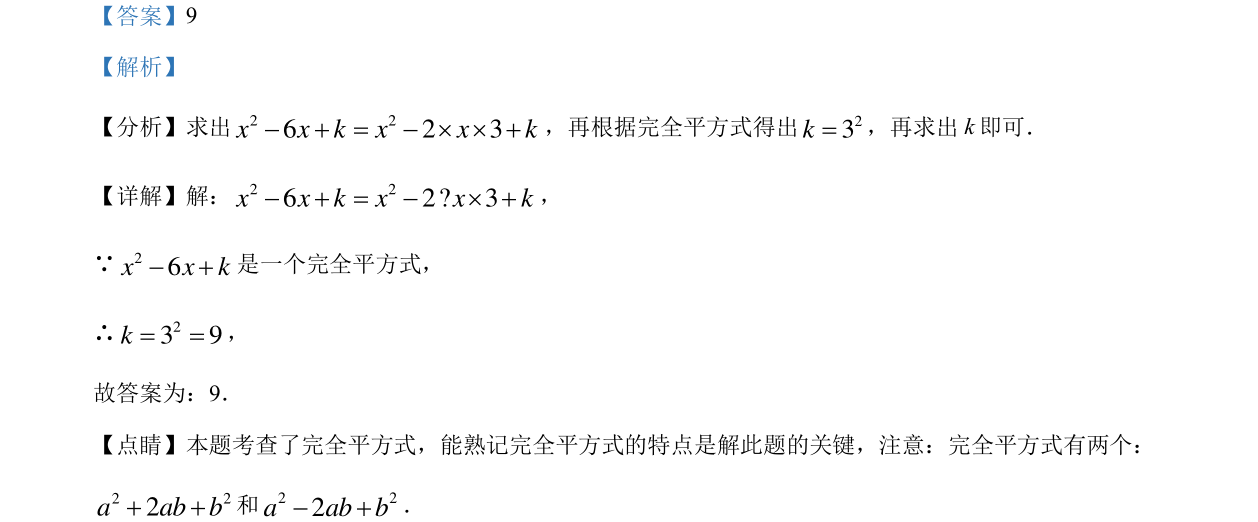 【答案】9
【解析】
【分析】求出 x² −6x+k = x² −2×x×3+k，再根据完全平方式得出 k = 3²，再求出 k 即可．
【详解】解： x² −6x+k = x² −2?x×3+k，
∵ x² −6x+k 是一个完全平方式，
∴ k = 3² = 9，
故答案为：9．
【点睛】本题考查了完全平方式，能熟记完全平方式的特点是解此题的关键，注意：完全平方式有两个：
a² +2ab+b² 和 a² −2ab+b²．